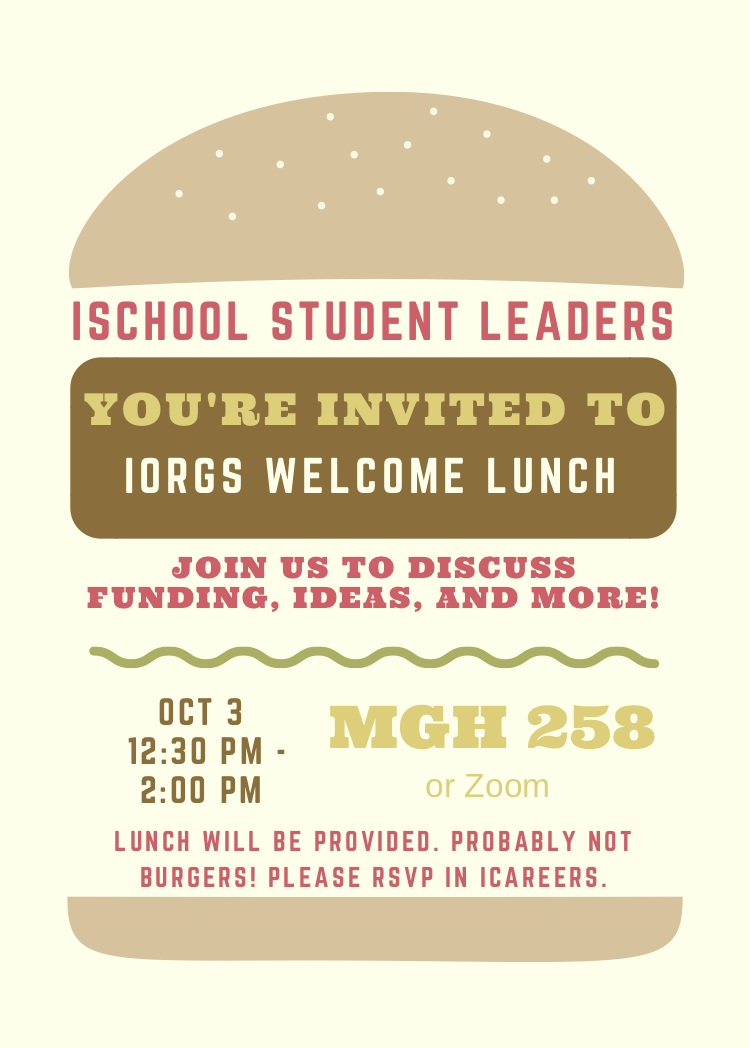 ISCHOOL STUDENT LEADERS
YOU'RE INVITED TO
IORGS WELCOME LUNCH
JOIN US TO DISCUSS
FUNDING, IDEAS, AND MORE!
OCT 3
12:30 PM -
2:00 PM
MGH 258
or Zoom
LUNCH WILL BE PROVIDED. PROBABLY NOT
BURGERS! PLEASE RSVP IN ICAREERS.